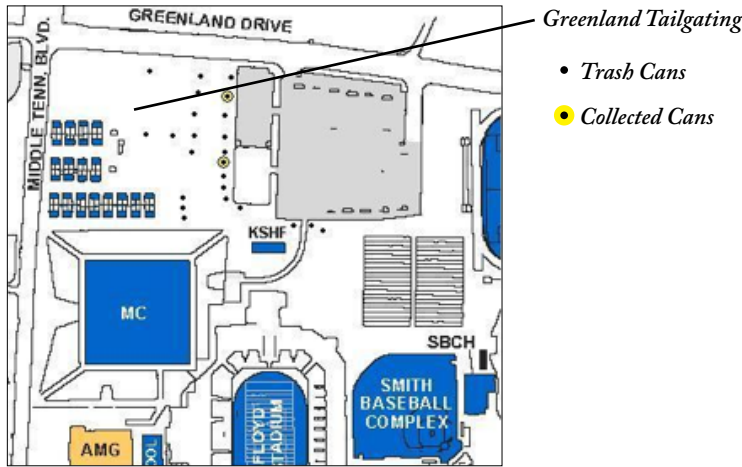 GREENLAND DRIVE
Greenland Tailgating
MIDDLE TENN. BLVD.
Trash Cans
Collected Cans
KSHF
MC
SBCH
SMITH
BASEBALL
COMPLEX
FLOYD
AMG